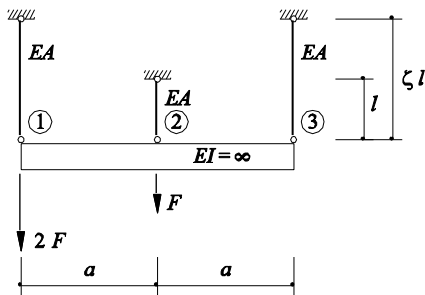 EA EA
EA ζ l
l
① ② ③
EI = ∞
F
2 F
a a